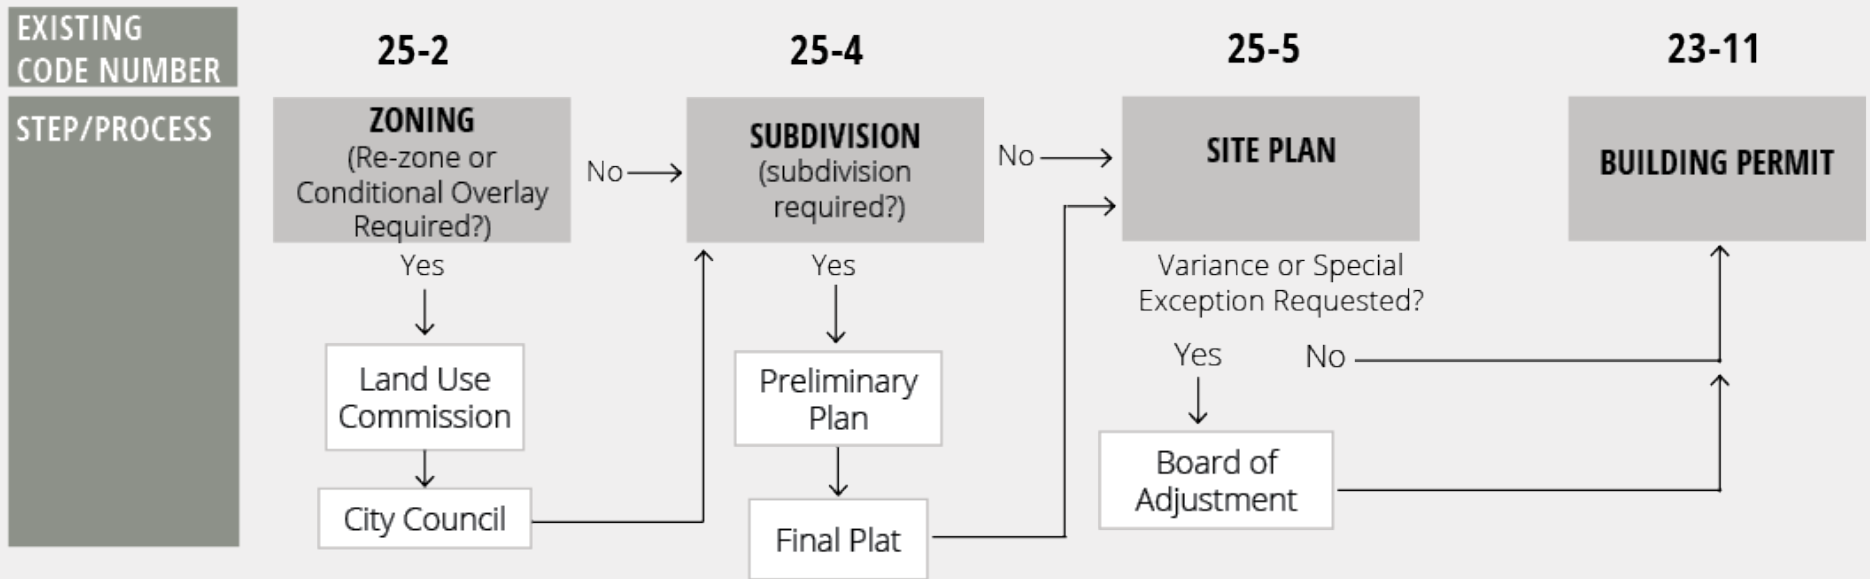 EXISTING
CODE NUMBER
25-2
25-4
25-5
23-11
STEP/PROCESS
ZONING
(Re-zone or
Conditional Overlay
Required?)
No
SUBDIVISION
(subdivision
required?)
No
SITE PLAN
BUILDING PERMIT
Yes
Land Use
Commission
City Council
Yes
Preliminary
Plan
Final Plat
Variance or Special
Exception Requested?
Yes
No
Board of
Adjustment